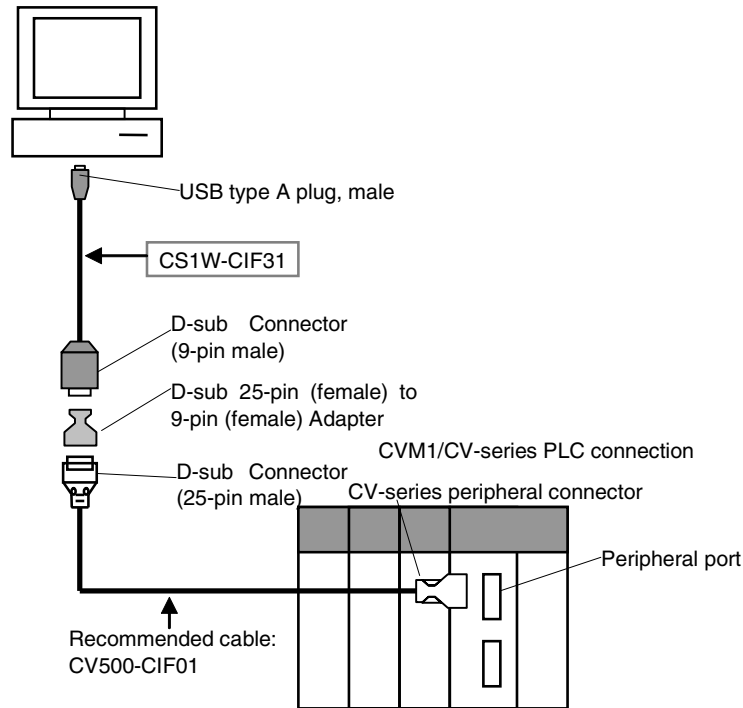 USB type A plug, male
CS1W-CIF31
D-sub Connector
(9-pin male)
D-sub 25-pin (female) to
9-pin (female) Adapter
CVM1/CV-series PLC connection
D-sub Connector
(25-pin male)
CV-series peripheral connector
Peripheral port
Recommended cable:
CV500-CIF01